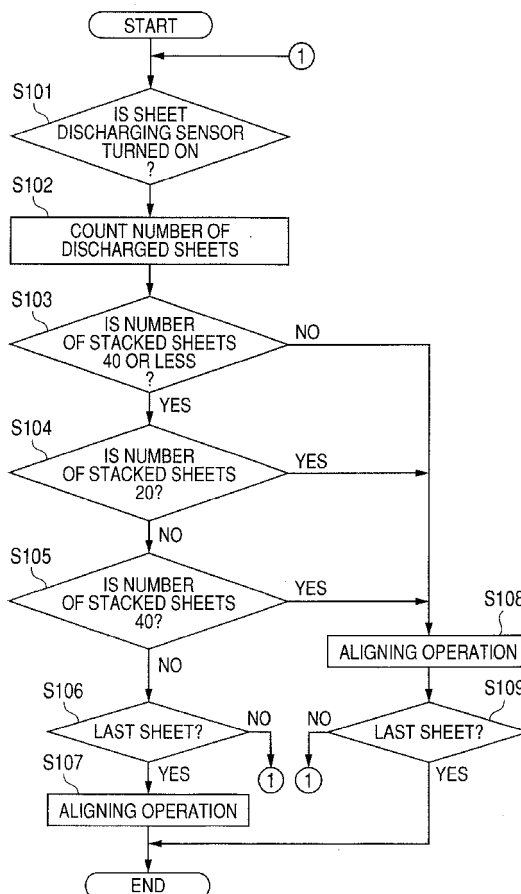 START
1
S101
IS SHEET
DISCHARGING SENSOR
TURNED ON
?
S102
COUNT NUMBER OF
DISCHARGED SHEETS
S103
IS NUMBER
OF STACKED SHEETS
40 OR LESS
?
NO
YES
S104
IS NUMBER
OF STACKED SHEETS
20?
YES
NO
S105
IS NUMBER
OF STACKED SHEETS
40?
YES
NO
S108
ALIGNING OPERATION
S106
LAST SHEET?
NO
1
YES
S109
LAST SHEET?
NO
1
YES
S107
ALIGNING OPERATION
END